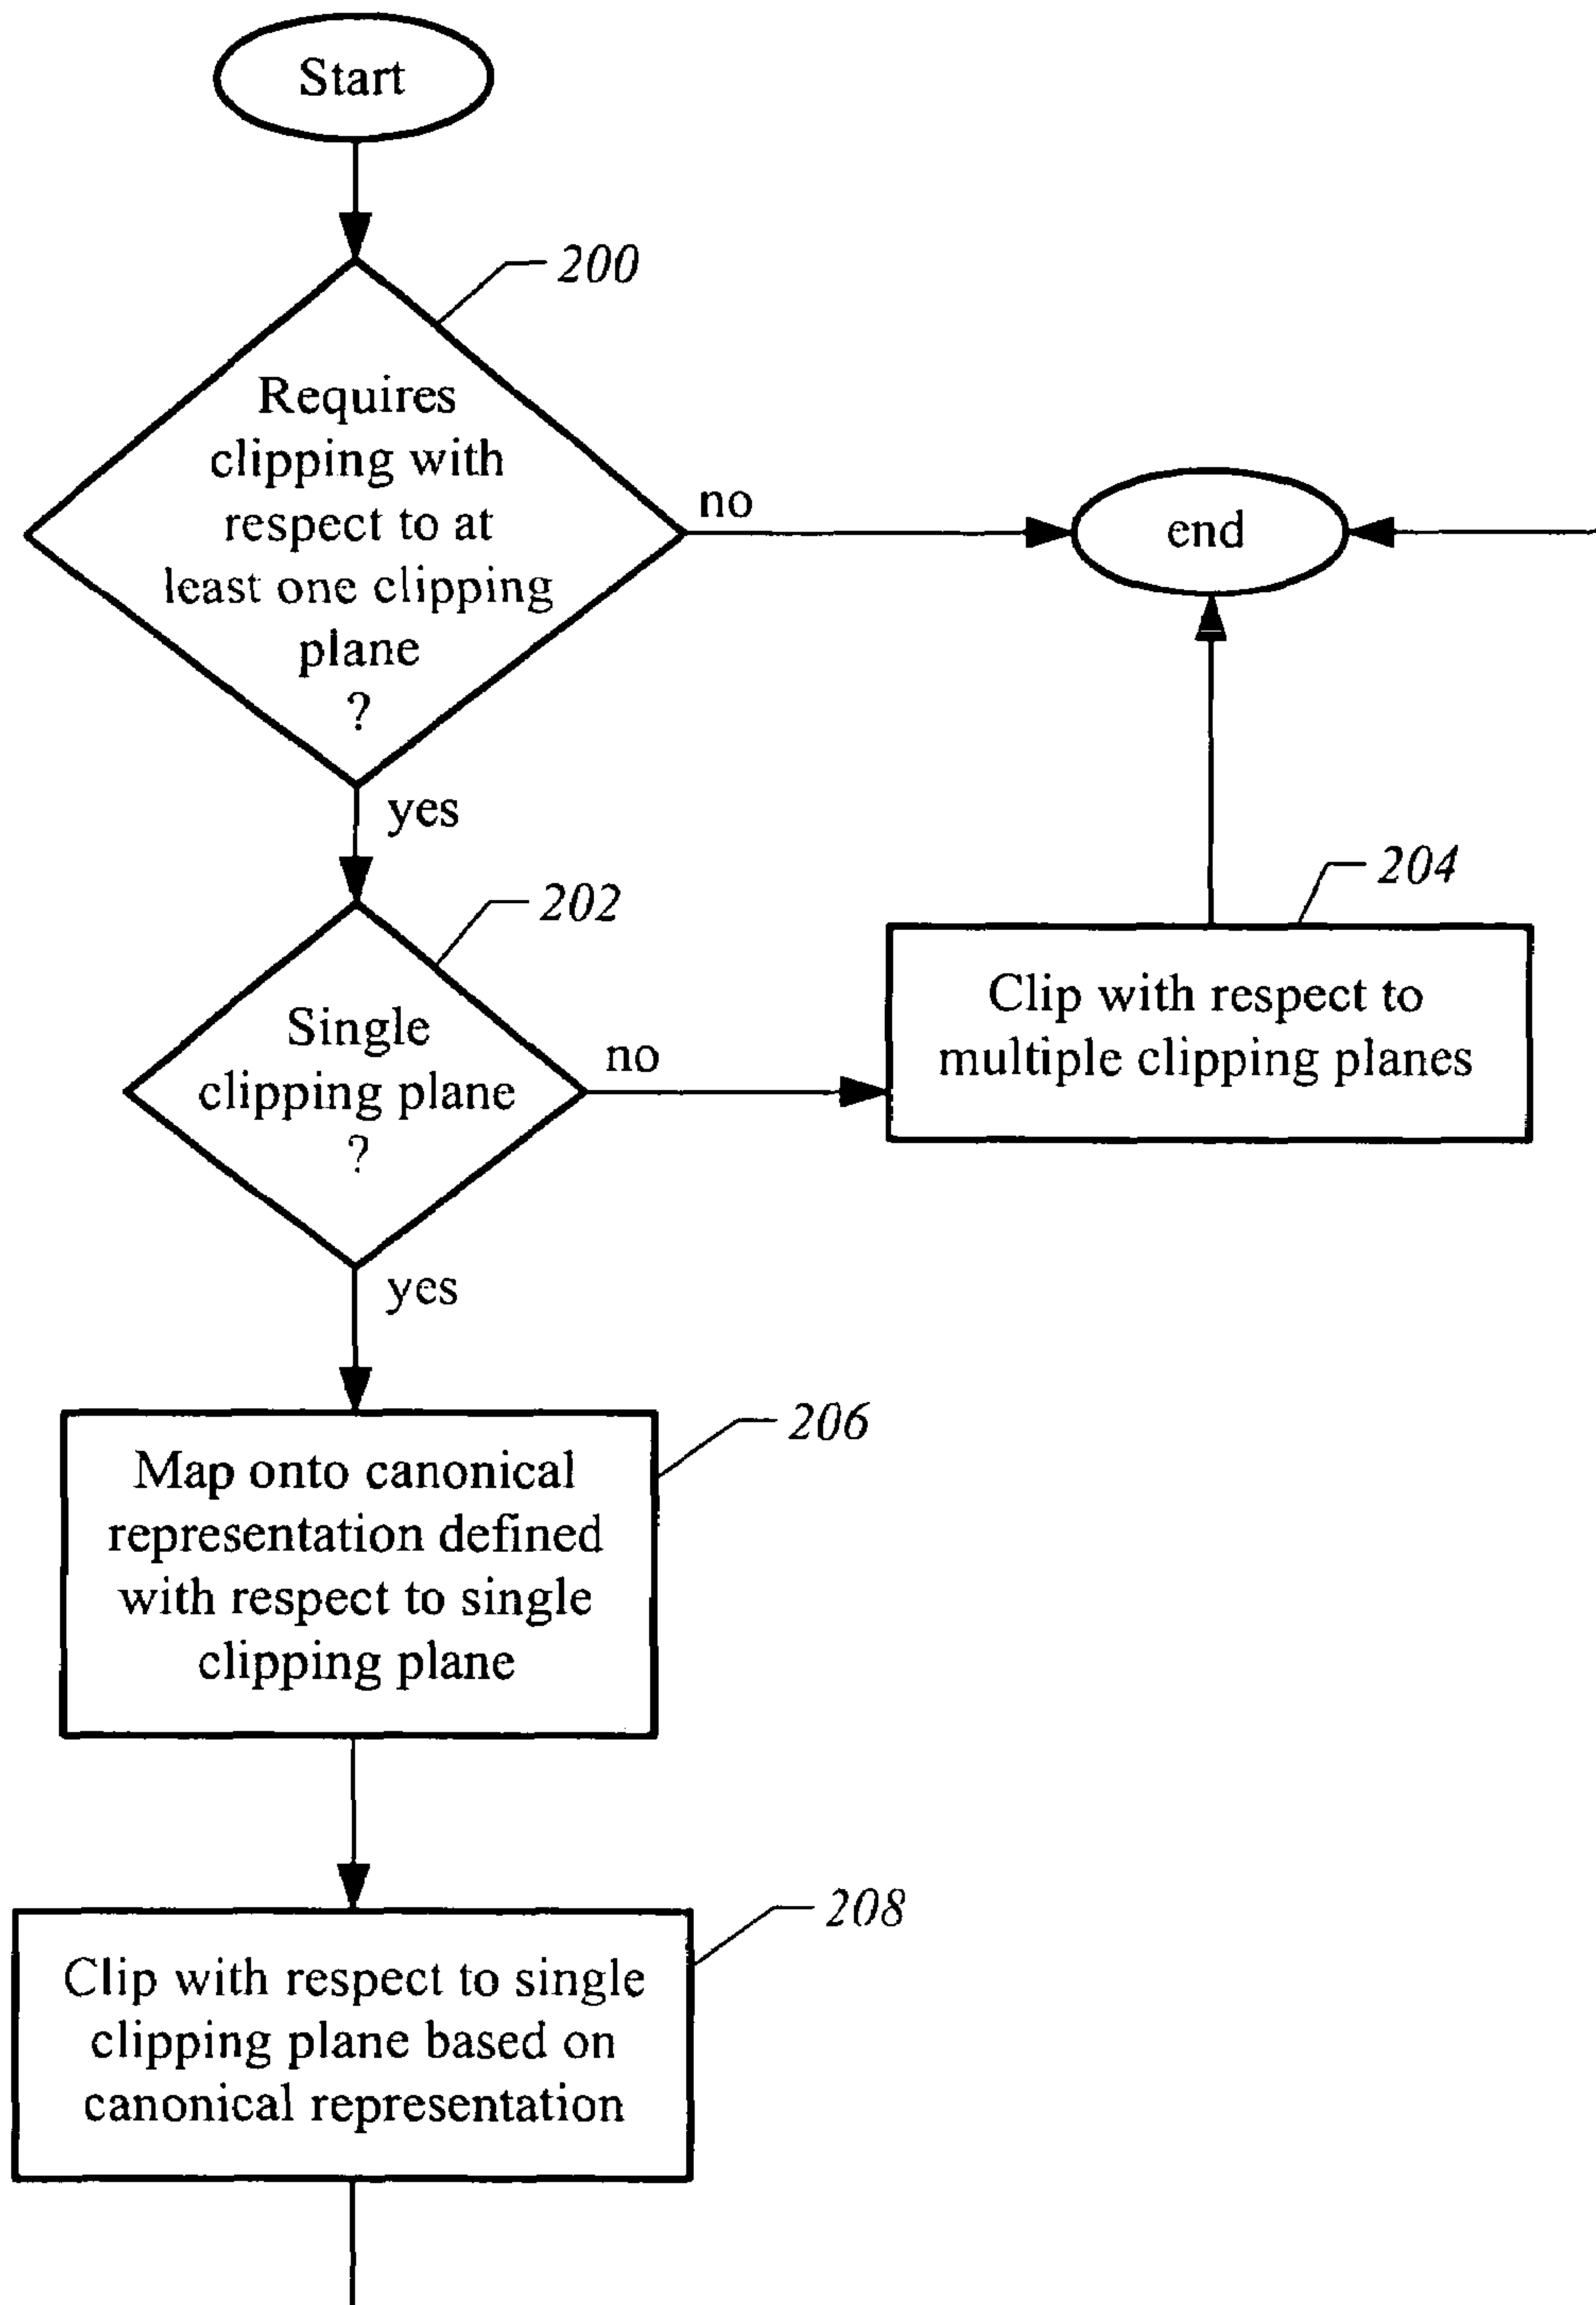 Start
200
Requires
clipping with
respect to at
least one clipping
plane
?
no
end
yes
202
Single
clipping plane
?
no
204
Clip with respect to
multiple clipping planes
yes
206
Map onto canonical
representation defined
with respect to single
clipping plane
208
Clip with respect to single
clipping plane based on
canonical representation